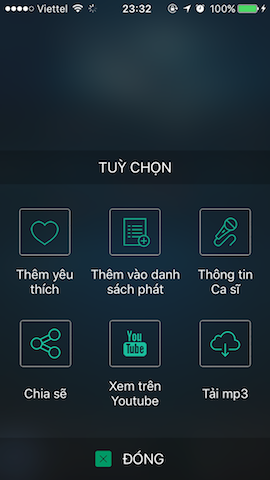 Viettel 23:32 100%
TUỲ CHỌN
Thêm yêu thích
Thêm vào danh sách phát
Thông tin Ca sĩ
You Tube
Chia sẽ
Xem trên Youtube
Tải mp3
ĐÓNG